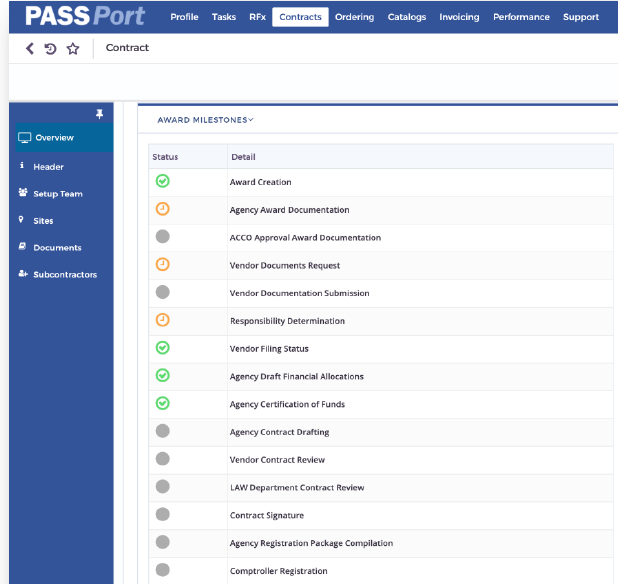 PASSPort Profile Tasks RFx Contracts Ordering Catalogs Invoicing Performance Support
Contract
Overview
Header
Setup Team
Sites
Documents
Subcontractors
AWARD MILESTONES
Status Detail
Award Creation
Agency Award Documentation
ACCO Approval Award Documentation
Vendor Documents Request
Vendor Documentation Submission
Responsibility Determination
Vendor Filing Status
Agency Draft Financial Allocations
Agency Certification of Funds
Agency Contract Drafting
Vendor Contract Review
LAW Department Contract Review
Contract Signature
Agency Registration Package Compilation
Comptroller Registration